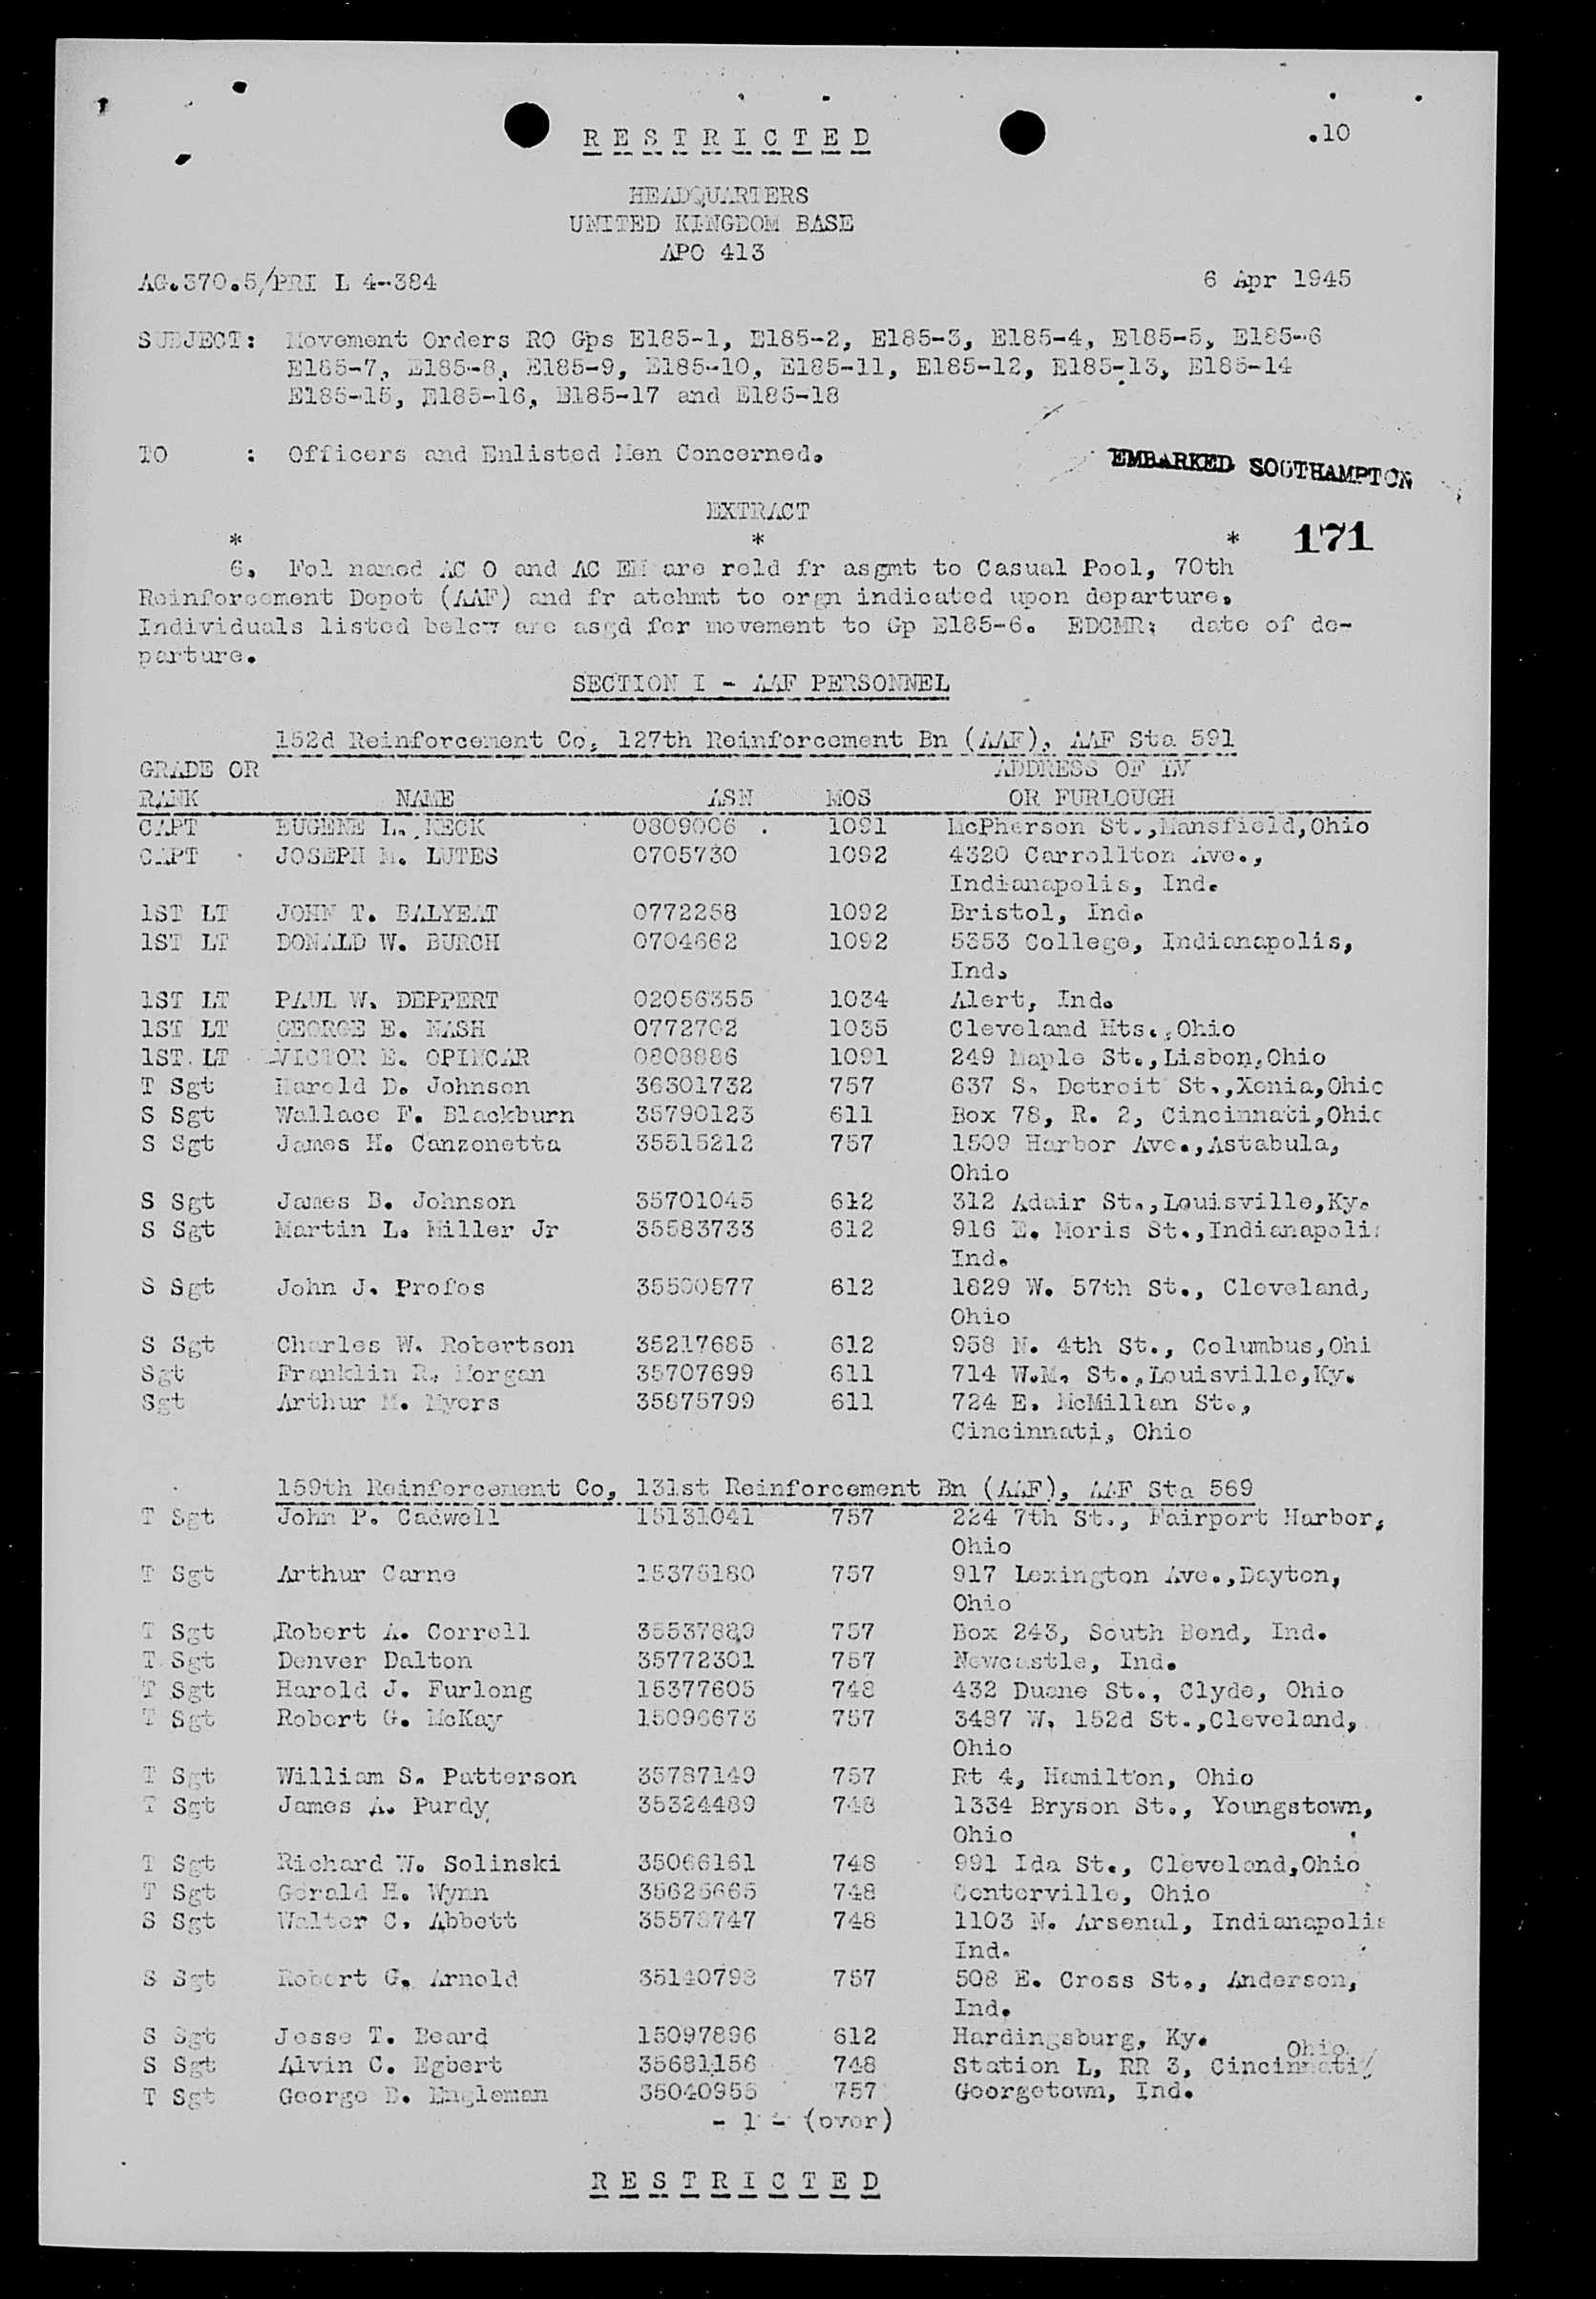 R E S T R I C T E D
.10
HEADQUARTERS
UNITED KINGDOM BASE
APO 413
AG.370.5/PRI L 4-384 6 Apr 1945
SUBJECT: Movement Orders RO Gps E185-1, E185-2, E185-3, E185-4, E185-5, E185-6
E185-7, E185-8, E185-9, E185-10, E185-11, E185-12, E185-13, E185-14
E185-15, E185-16, E185-17 and E185-18
TO : Officers and Enlisted Men Concerned.
EMBARKED SOUTHAMPTON
EXTRACT
* * * 171
6. Fol named AC O and AC EM are reld fr asgmt to Casual Pool, 70th
Reinforcement Depot (AAF) and fr atchmt to orgn indicated upon departure.
Individuals listed below are asgd for movement to Gp E185-6. EDCMR: date of de-
parture.
SECTION I - AAF PERSONNEL
152d Reinforcement Co, 127th Reinforcement Bn (AAF), AAF Sta 591
GRADE OR ADDRESS OF LV
RANK NAME ASN MOS OR FURLOUGH
CAPT EUGENE L. KECK 0809006 1091 McPherson St.,Mansfield,Ohio
CAPT JOSEPH M. LUTES 0705730 1092 4320 Carrollton Ave.,
Indianapolis, Ind.
1ST LT JOHN T. BALYEAT 0772258 1092 Bristol, Ind.
1ST LT DONALD W. BURCH 0704662 1092 5353 College, Indianapolis,
Ind.
1ST LT PAUL W. DEPPERT 02056355 1034 Alert, Ind.
1ST LT GEORGE E. NASH 0772702 1035 Cleveland Hts.,Ohio
1ST LT VICTOR E. OPINCAR 0808886 1091 249 Maple St.,Lisbon,Ohio
T Sgt Harold D. Johnson 36301732 757 637 S. Detroit St.,Xenia,Ohio
S Sgt Wallace F. Blackburn 35790123 611 Box 78, R. 2, Cincinnati,Ohio
S Sgt James H. Canzonetta 35515212 757 1509 Harbor Ave.,Astabula,
Ohio
S Sgt James B. Johnson 35701045 612 312 Adair St.,Louisville,Ky.
S Sgt Martin L. Miller Jr 35583733 612 916 E. Moris St.,Indianapolis
Ind.
S Sgt John J. Profos 35500577 612 1829 W. 57th St., Cleveland,
Ohio
S Sgt Charles W. Robertson 35217685 612 958 N. 4th St., Columbus,Ohi
Sgt Franklin R. Morgan 35707699 611 714 W.M. St.,Louisville,Ky.
Sgt Arthur M. Myers 35875799 611 724 E. McMillan St.,
Cincinnati, Ohio
159th Reinforcement Co, 131st Reinforcement Bn (AAF), AAF Sta 569
T Sgt John P. Cadwell 15131041 757 224 7th St., Fairport Harbor,
Ohio
T Sgt Arthur Carne 15375180 757 917 Lexington Ave.,Dayton,
Ohio
T Sgt Robert A. Correll 35537889 757 Box 243, South Bend, Ind.
T Sgt Denver Dalton 35772301 757 Newcastle, Ind.
T Sgt Harold J. Furlong 15377605 748 432 Duane St., Clyde, Ohio
T Sgt Robert G. McKay 15096673 757 3487 W. 152d St.,Cleveland,
Ohio
T Sgt William S. Patterson 35787149 757 Rt 4, Hamilton, Ohio
T Sgt James A. Purdy 35324489 748 1334 Bryson St., Youngstown,
Ohio
T Sgt Richard W. Solinski 35066161 748 991 Ida St., Cleveland,Ohio
T Sgt Gerald H. Wynn 35625665 748 Centerville, Ohio
S Sgt Walter C. Abbott 748 1103 N. Arsenal, Indianapolis
Ind.
S Sgt Robert G. Arnold 35140793 757 508 E. Cross St., Anderson,
Ind.
S Sgt Jesse T. Beard 15097896 612 Hardingsburg, Ky.
S Sgt Alvin C. Egbert 35681156 748 Station L, RR 3, Cincinnati/ Ohio
T Sgt George E. Engleman 35040955 757 Georgetown, Ind.
- 1 - (over)
R E S T R I C T E D